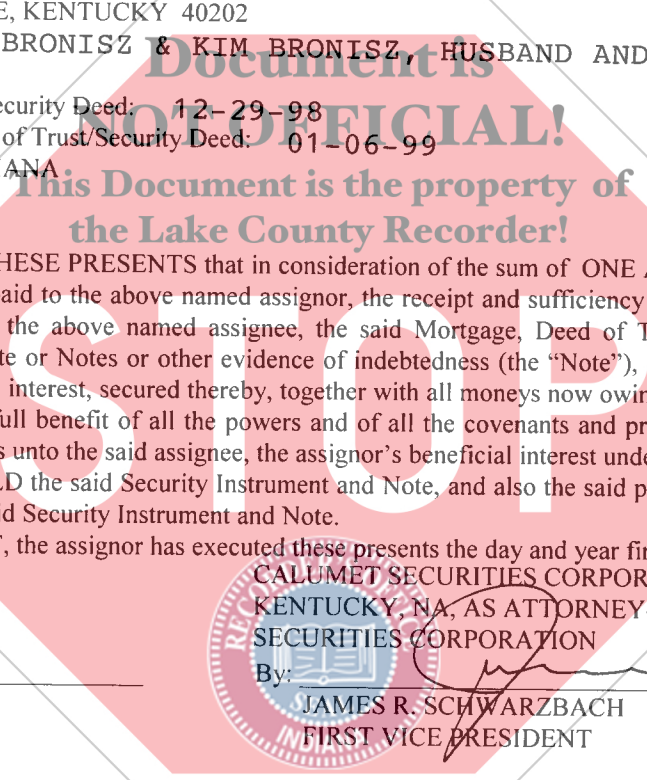 E, KENTUCKY 40202
BRONISZ & KIM BRONISZ, HUSBAND AND
Document is
ecurity Deed: 12-29-98
NOT OFFICIAL!
of Trust/Security Deed: 01-06-99
ANA
This Document is the property of
the Lake County Recorder!
HESE PRESENTS that in consideration of the sum of ONE A
aid to the above named assignor, the receipt and sufficiency
the above named assignee, the said Mortgage, Deed of T
te or Notes or other evidence of indebtedness (the “Note”),
interest, secured thereby, together with all moneys now owin
full benefit of all the powers and of all the covenants and pr
s unto the said assignee, the assignor’s beneficial interest unde
LD the said Security Instrument and Note, and also the said p
id Security Instrument and Note.
STOP
, the assignor has executed these presents the day and year fir
CALUMET SECURITIES CORPOR
KENTUCKY, NA, AS ATTORNEY
SECURITIES CORPORATION
By:
JAMES R. SCHWARZBACH
FIRST VICE PRESIDENT
SEAL
INDIANA